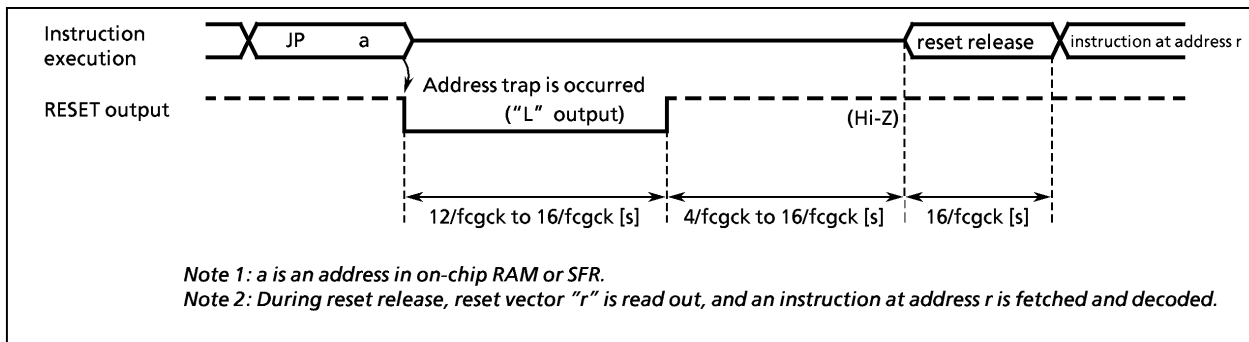 Instruction
execution
JP a
reset release
instruction at address r
Address trap is occurred
("L" output)
RESET output
(Hi-Z)
12/fcgck to 16/fcgck [s]
4/fcgck to 16/fcgck [s]
16/fcgck [s]
Note 1: a is an address in on-chip RAM or SFR.
Note 2: During reset release, reset vector "r" is read out, and an instruction at address r is fetched and decoded.